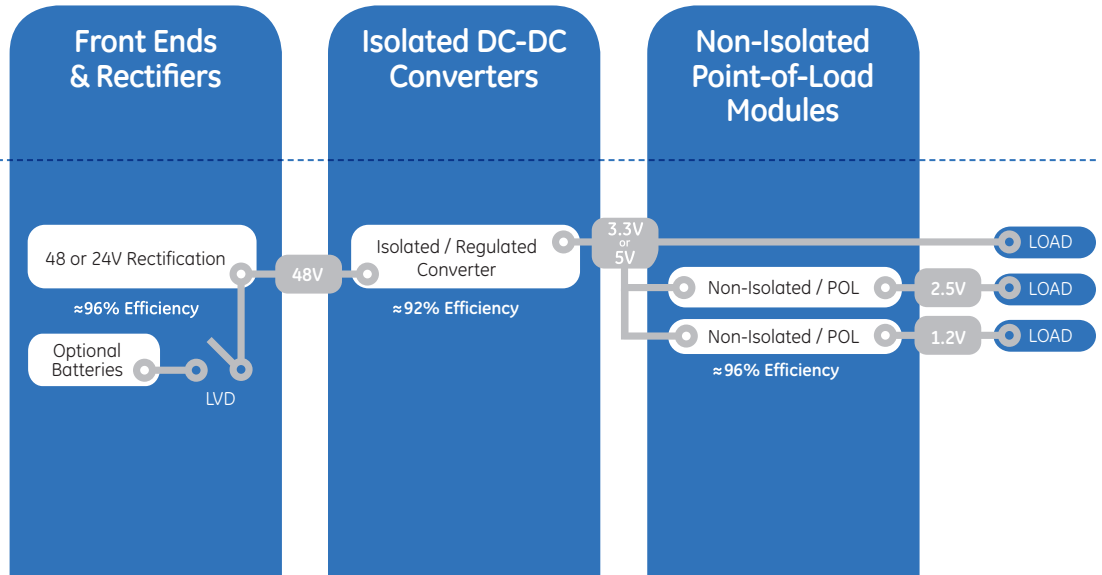 Front Ends
& Rectifiers
Isolated DC-DC
Converters
Non-Isolated
Point-of-Load
Modules
48 or 24V Rectification
≈96% Efficiency
Optional
Batteries
LVD
48V
Isolated / Regulated
Converter
≈92% Efficiency
3.3V
or
5V
LOAD
Non-Isolated / POL
2.5V
LOAD
Non-Isolated / POL
1.2V
LOAD
≈96% Efficiency